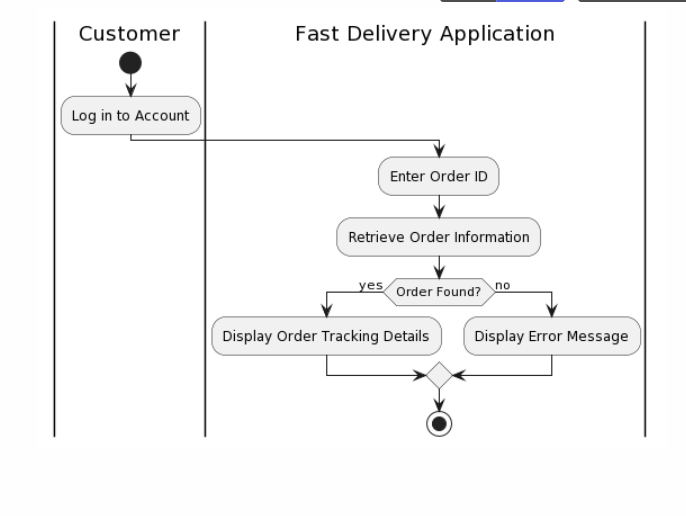 Customer
Fast Delivery Application
Log in to Account
Enter Order ID
Retrieve Order Information
yes
Order Found?
no
Display Order Tracking Details
Display Error Message